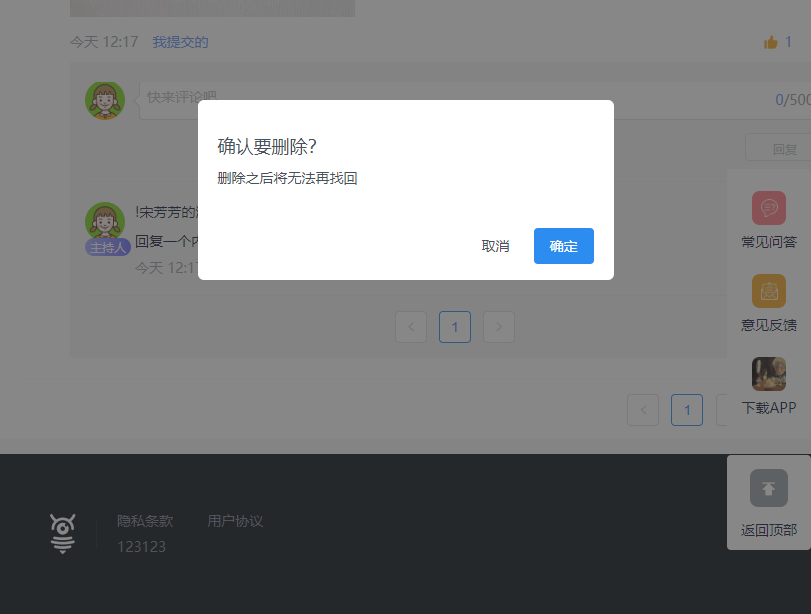 今天 12:17 我提交的
1
快来评论吧
0/500
回复
确认要删除?
删除之后将无法再找回
取消 确定
!宋芳芳的
主持人
回复一个
今天 12:17
常见问答
意见反馈
下载APP
1
1
返回顶部
隐私条款 用户协议
123123